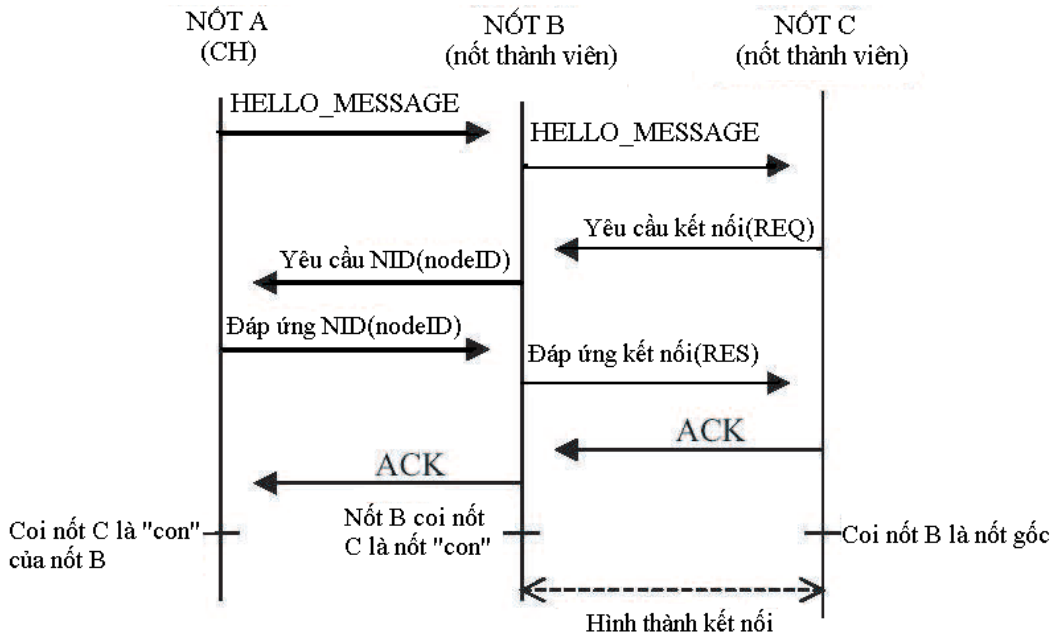 NỐT A
(CH)
NỐT B
(nốt thành viên)
NỐT C
(nốt thành viên)
HELLO_MESSAGE
HELLO_MESSAGE
Yêu cầu kết nối(REQ)
Yêu cầu NID(nodeID)
Đáp ứng NID(nodeID)
Đáp ứng kết nối(RES)
ACK
ACK
Coi nốt C là "con"
của nốt B
Nốt B coi nốt
C là nốt "con"
Coi nốt B là nốt gốc
Hình thành kết nối